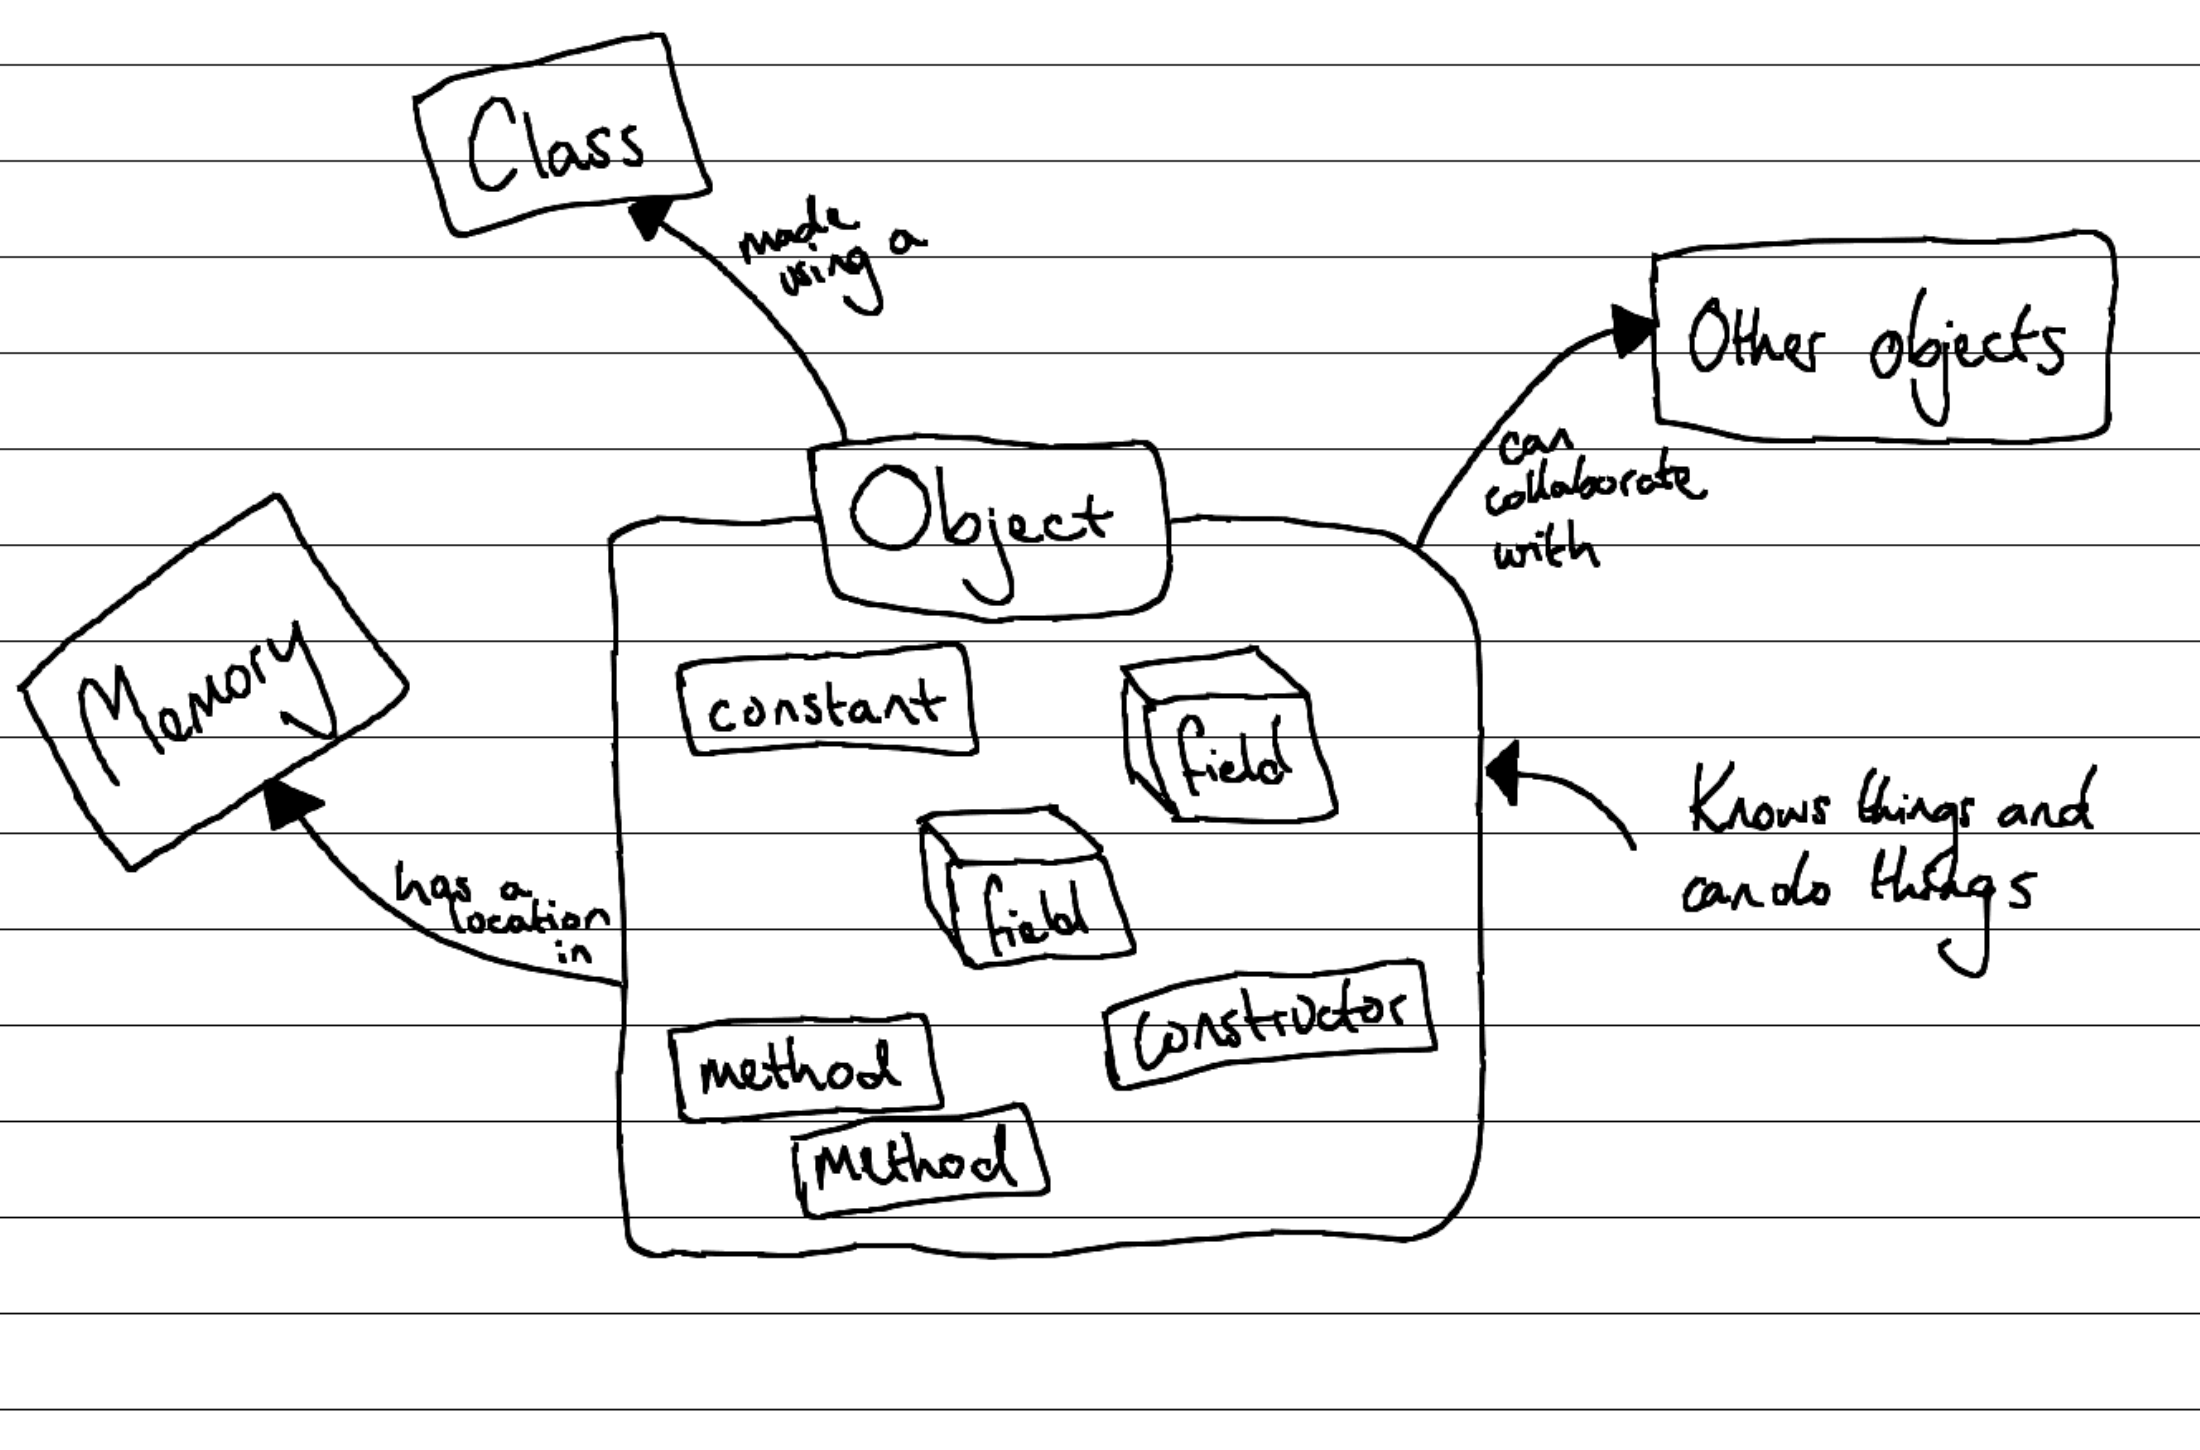 Class
made
using a
Other objects
can
collaborate
with
Object
Memory
constant
field
Knows things and
can do things
field
has a
location
in
constructor
method
method